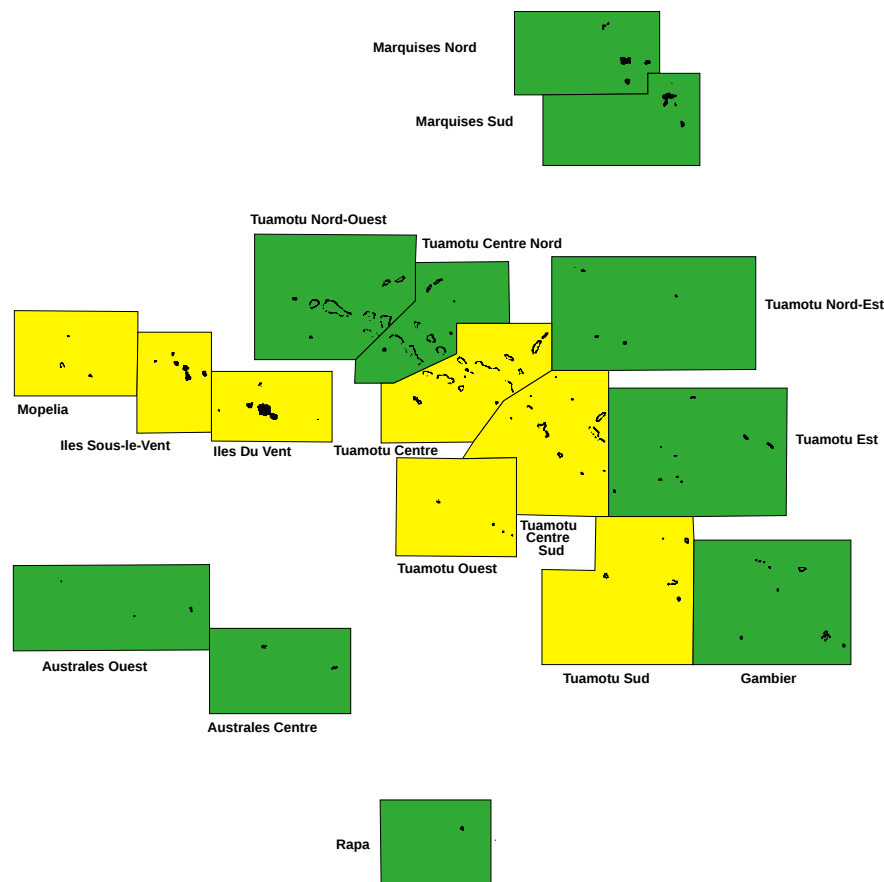 Marquises Nord
Marquises Sud
Tuamotu Nord-Ouest
Tuamotu Centre Nord
Tuamotu Nord-Est
Mopelia
Iles Sous-le-Vent
Iles Du Vent
Tuamotu Centre
Tuamotu Est
Tuamotu
Centre
Sud
Tuamotu Ouest
Australes Ouest
Tuamotu Sud
Gambier
Australes Centre
Rapa